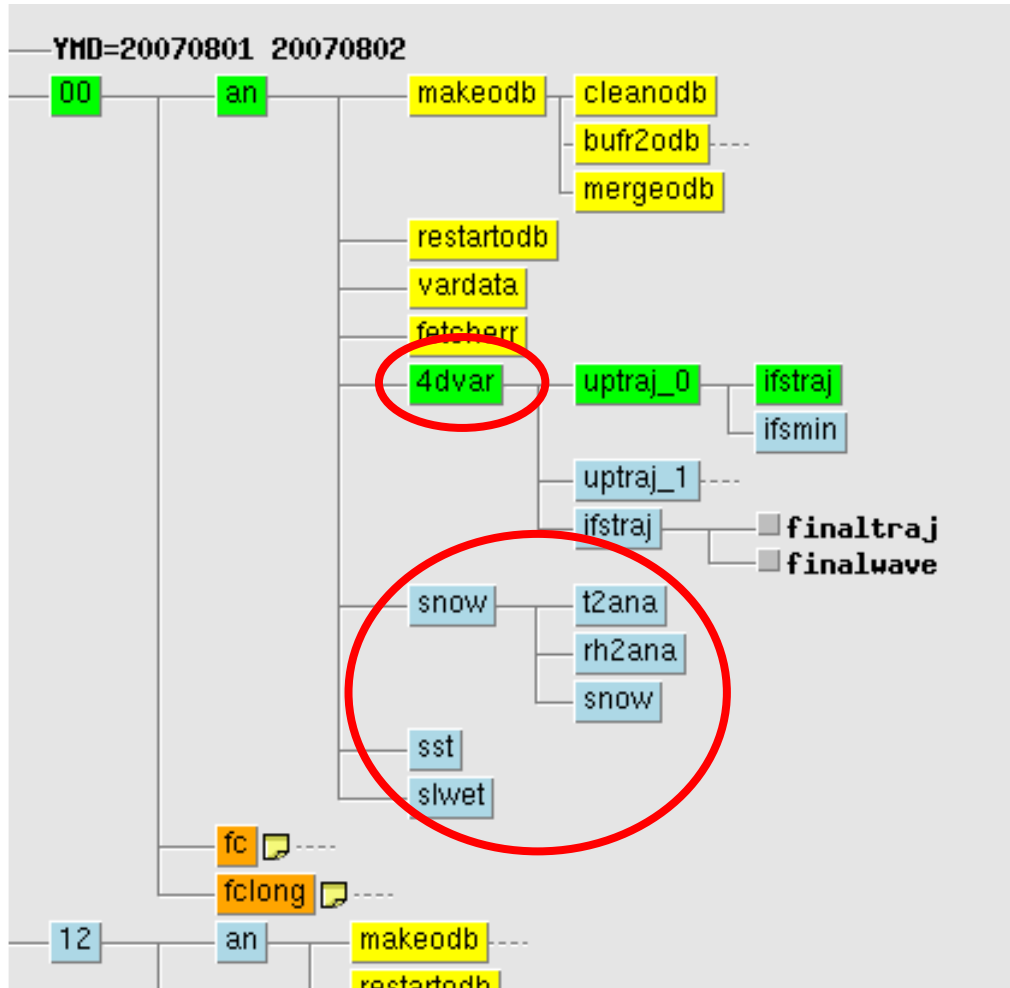 YMD=20070801 20070802
00 an makeodb cleanodb
bufr2odb
mergeodb
restartodb
vardata
fetcherr
4dvar uptraj_0 ifstraj
ifsmin
uptraj_1
ifstraj finaltraj
finalwave
snow t2ana
rh2ana
snow
sst
slwet
fc
fclong
12 an makeodb
restartodb